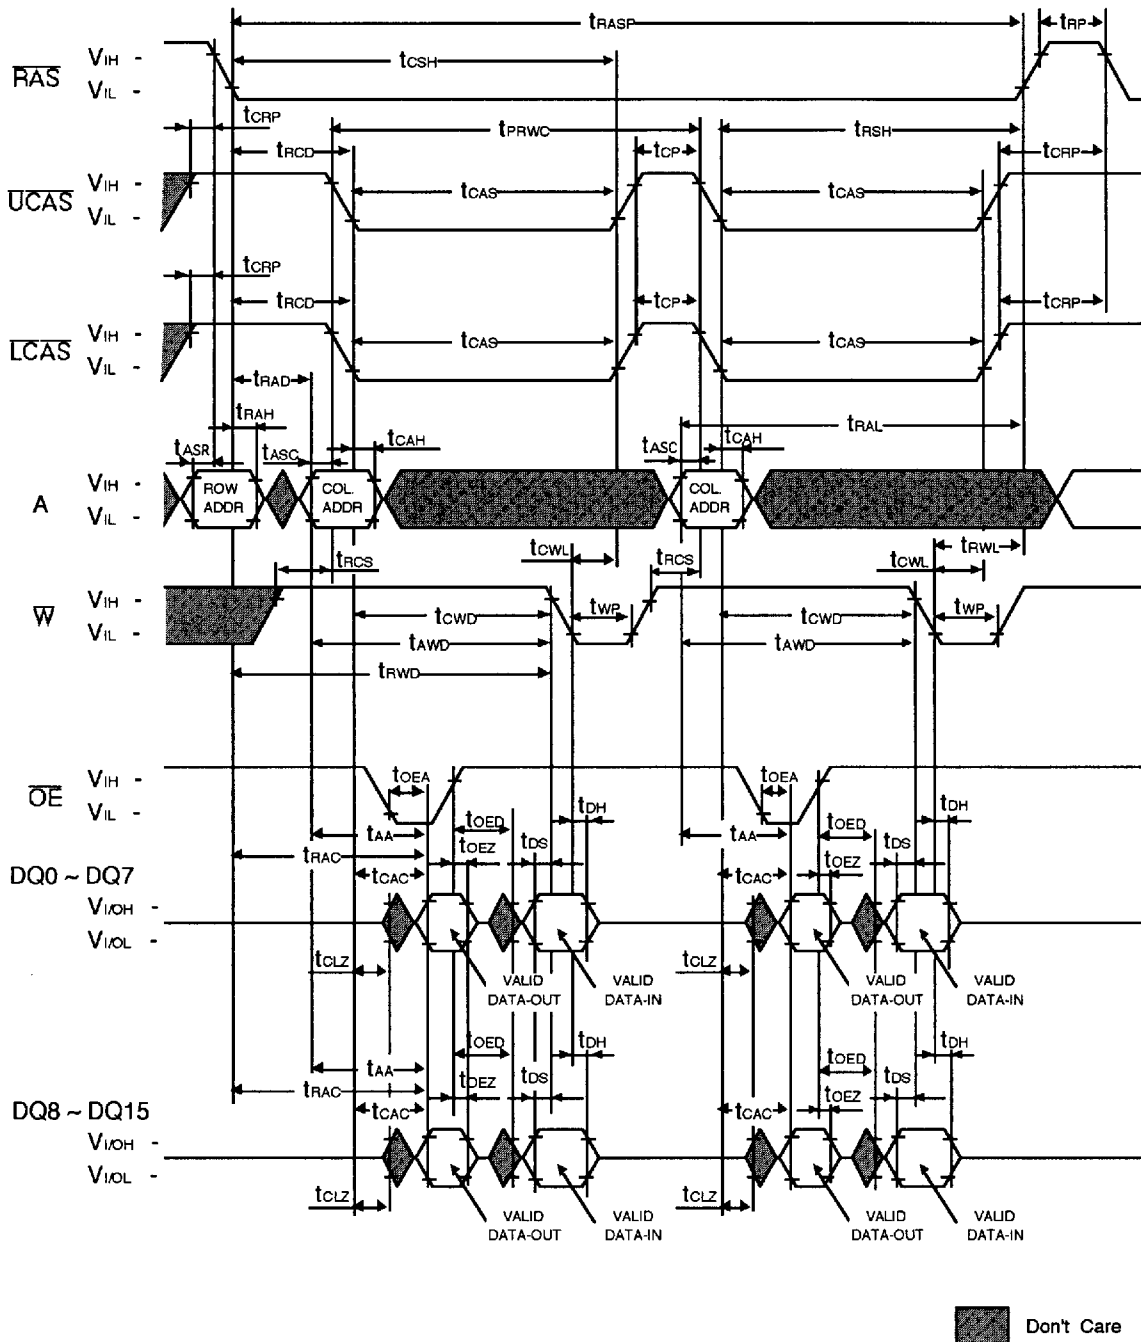 tRASP tRP
RAS VIH - tCSH
VIL -
tCRP tPRWC tRSH
tRCD tCP tCRP
UCAS VIH - tCAS tCAS
VIL -
tCRP
tRCD tCP tCRP
LCAS VIH - tCAS tCAS
VIL -
tRAD
tRAH tRAL
tASR tASC tCAH tASC tCAH
A VIH - ROW ADDR COL. ADDR COL. ADDR
VIL -
tRCS tCWL tRCS tCWL tRWL
W VIH - tCWD tWP tCWD tWP
VIL - tAWD tAWD
tRWD
OE VIH - tOEA tOEA
VIL - tOED tDH tOED tDH
tAA tAA
tRAC tOEZ tDS tOEZ tDS
DQ0 ~ DQ7 tCAC tCAC
VI/OH -
VI/OL -
tCLZ VALID DATA-OUT VALID DATA-IN tCLZ VALID DATA-OUT VALID DATA-IN
tOED tDH tOED tDH
tAA
tRAC tOEZ tDS tOEZ tDS
DQ8 ~ DQ15 tCAC tCAC
VI/OH -
VI/OL -
tCLZ VALID DATA-OUT VALID DATA-IN tCLZ VALID DATA-OUT VALID DATA-IN
Don't Care